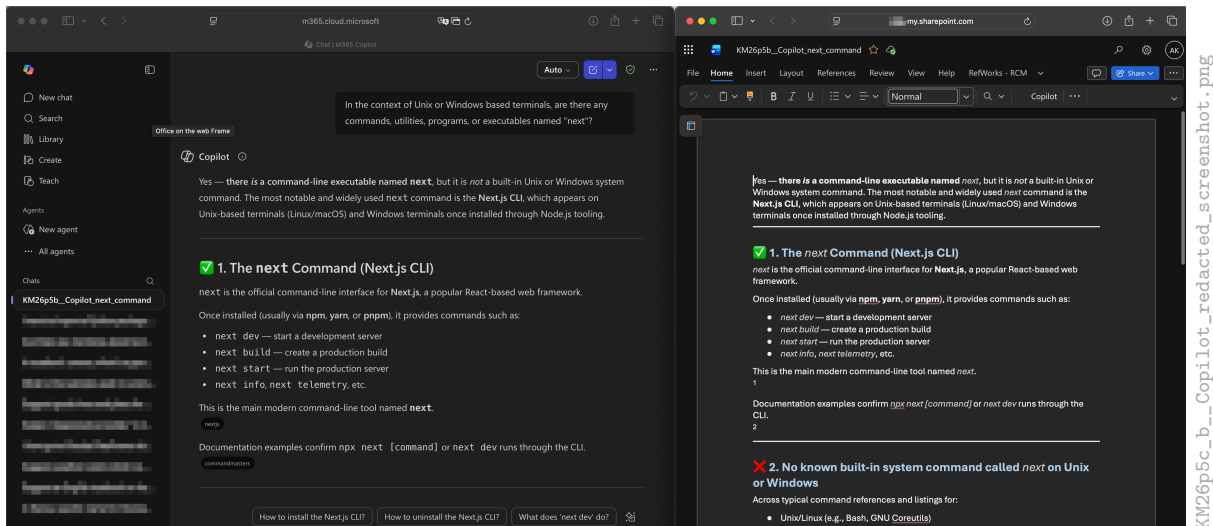 m365.cloud.microsoft
Chat | M365 Copilot
New chat
Search
Library
Create
Teach
Office on the web Frame
Agents
New agent
All agents
Chats
KM26p5b__Copilot_next_command
Auto
In the context of Unix or Windows based terminals, are there any
commands, utilities, programs, or executables named "next"?
Copilot
Yes — there is a command-line executable named next, but it is not a built-in Unix or Windows system
command. The most notable and widely used next command is the Next.js CLI, which appears on
Unix-based terminals (Linux/macOS) and Windows terminals once installed through Node.js tooling.
✅ 1. The next Command (Next.js CLI)
next is the official command-line interface for Next.js, a popular React-based web framework.
Once installed (usually via npm, yarn, or pnpm), it provides commands such as:
• next dev — start a development server
• next build — create a production build
• next start — run the production server
• next info, next telemetry, etc.
This is the main modern command-line tool named next.
nextjs
Documentation examples confirm npx next [command] or next dev runs through the CLI.
commandmasters
How to install the Next.js CLI?
How to uninstall the Next.js CLI?
What does 'next dev' do?
my.sharepoint.com
KM26p5b__Copilot_next_command
AK
File Home Insert Layout References Review View Help RefWorks - RCM
Share
B I U
Normal
Copilot
Yes — there is a command-line executable named next, but it is not a built-in Unix or
Windows system command. The most notable and widely used next command is the
Next.js CLI, which appears on Unix-based terminals (Linux/macOS) and Windows
terminals once installed through Node.js tooling.
✅ 1. The next Command (Next.js CLI)
next is the official command-line interface for Next.js, a popular React-based web
framework.
Once installed (usually via npm, yarn, or pnpm), it provides commands such as:
● next dev — start a development server
● next build — create a production build
● next start — run the production server
● next info, next telemetry, etc.
This is the main modern command-line tool named next.
1
Documentation examples confirm npx next [command] or next dev runs through the
CLI.
2
❌ 2. No known built-in system command called next on Unix
or Windows
Across typical command references and listings for:
● Unix/Linux (e.g., Bash, GNU Coreutils)
KM26p5c_b__Copilot_redacted_screenshot.png